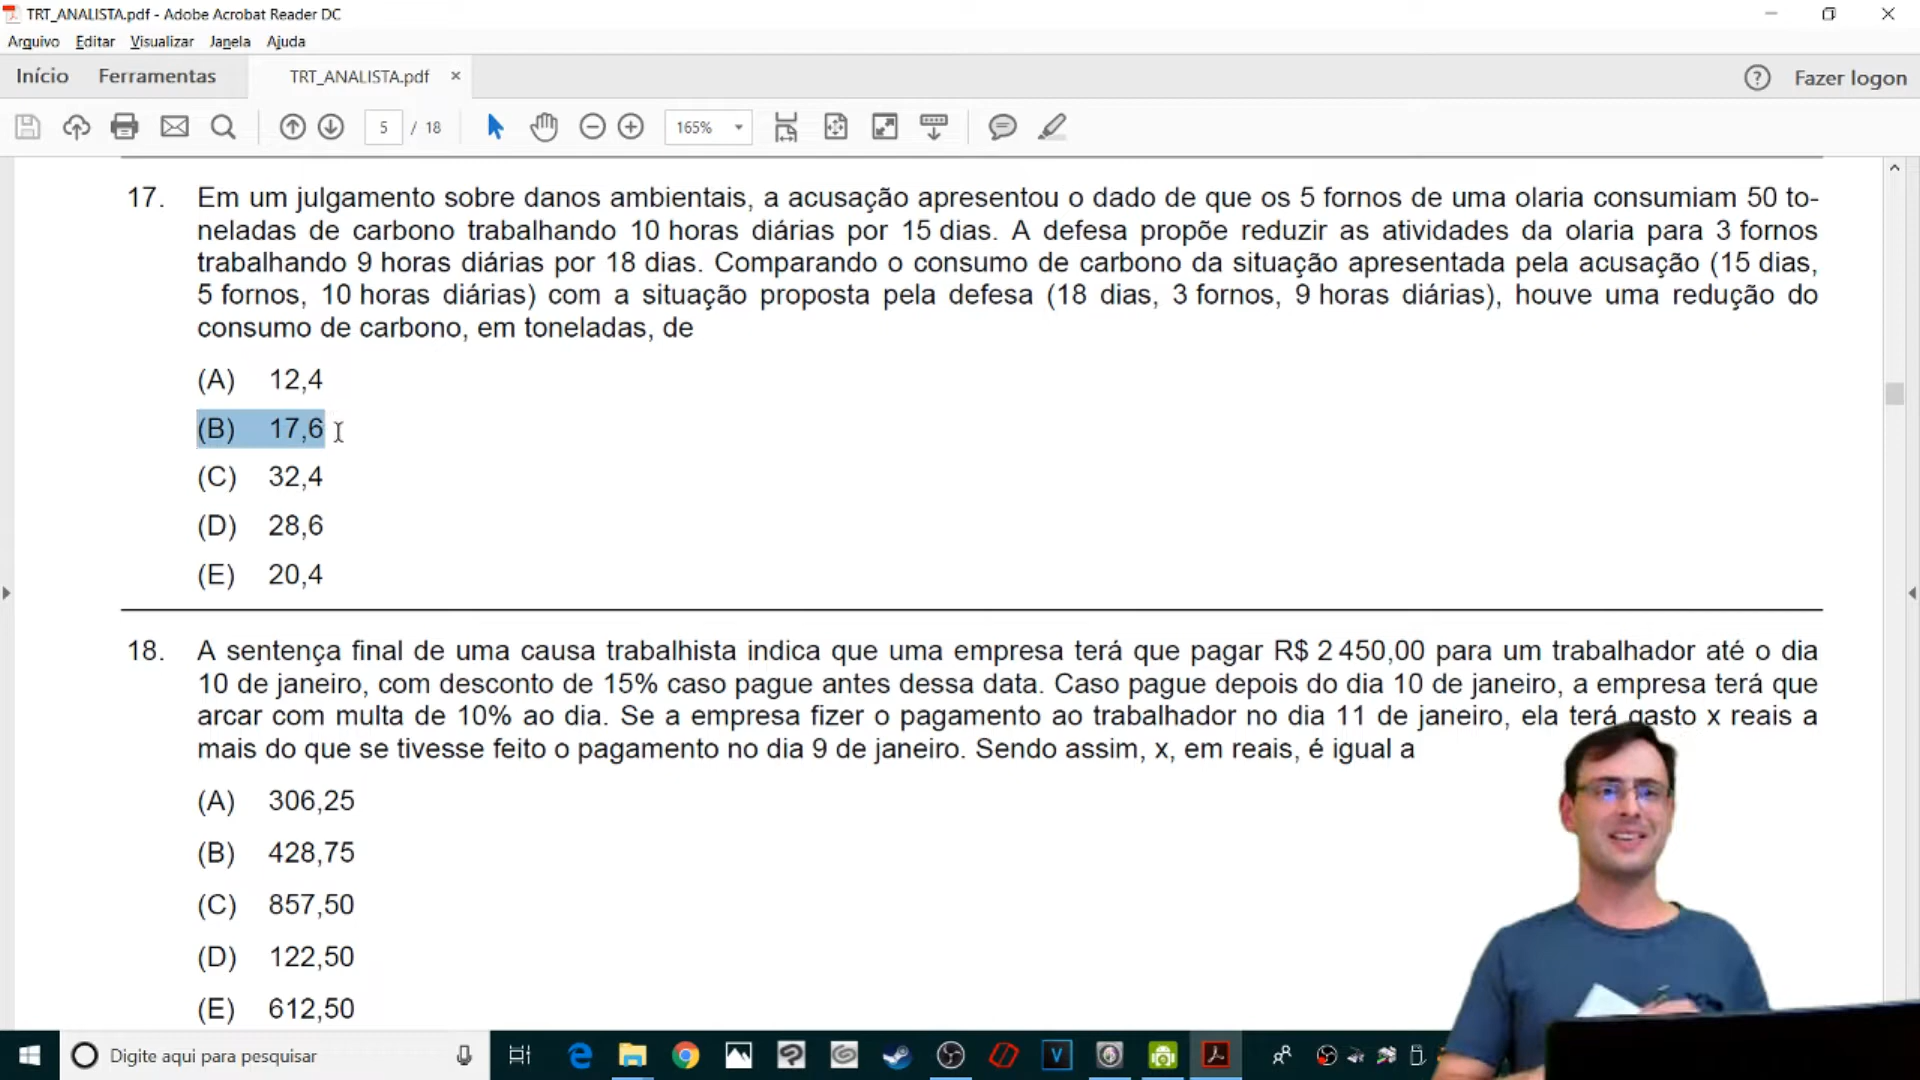 TRT_ANALISTA.pdf - Adobe Acrobat Reader DC
Arquivo Editar Visualizar Janela Ajuda
Início Ferramentas TRT_ANALISTA.pdf × Fazer logon
5 / 18 165%
17. Em um julgamento sobre danos ambientais, a acusação apresentou o dado de que os 5 fornos de uma olaria consumiam 50 to-
neladas de carbono trabalhando 10 horas diárias por 15 dias. A defesa propõe reduzir as atividades da olaria para 3 fornos
trabalhando 9 horas diárias por 18 dias. Comparando o consumo de carbono da situação apresentada pela acusação (15 dias,
5 fornos, 10 horas diárias) com a situação proposta pela defesa (18 dias, 3 fornos, 9 horas diárias), houve uma redução do
consumo de carbono, em toneladas, de
(A) 12,4
(B) 17,6
(C) 32,4
(D) 28,6
(E) 20,4
18. A sentença final de uma causa trabalhista indica que uma empresa terá que pagar R$ 2 450,00 para um trabalhador até o dia
10 de janeiro, com desconto de 15% caso pague antes dessa data. Caso pague depois do dia 10 de janeiro, a empresa terá que
arcar com multa de 10% ao dia. Se a empresa fizer o pagamento ao trabalhador no dia 11 de janeiro, ela terá gasto x reais a
mais do que se tivesse feito o pagamento no dia 9 de janeiro. Sendo assim, x, em reais, é igual a
(A) 306,25
(B) 428,75
(C) 857,50
(D) 122,50
(E) 612,50
Digite aqui para pesquisar